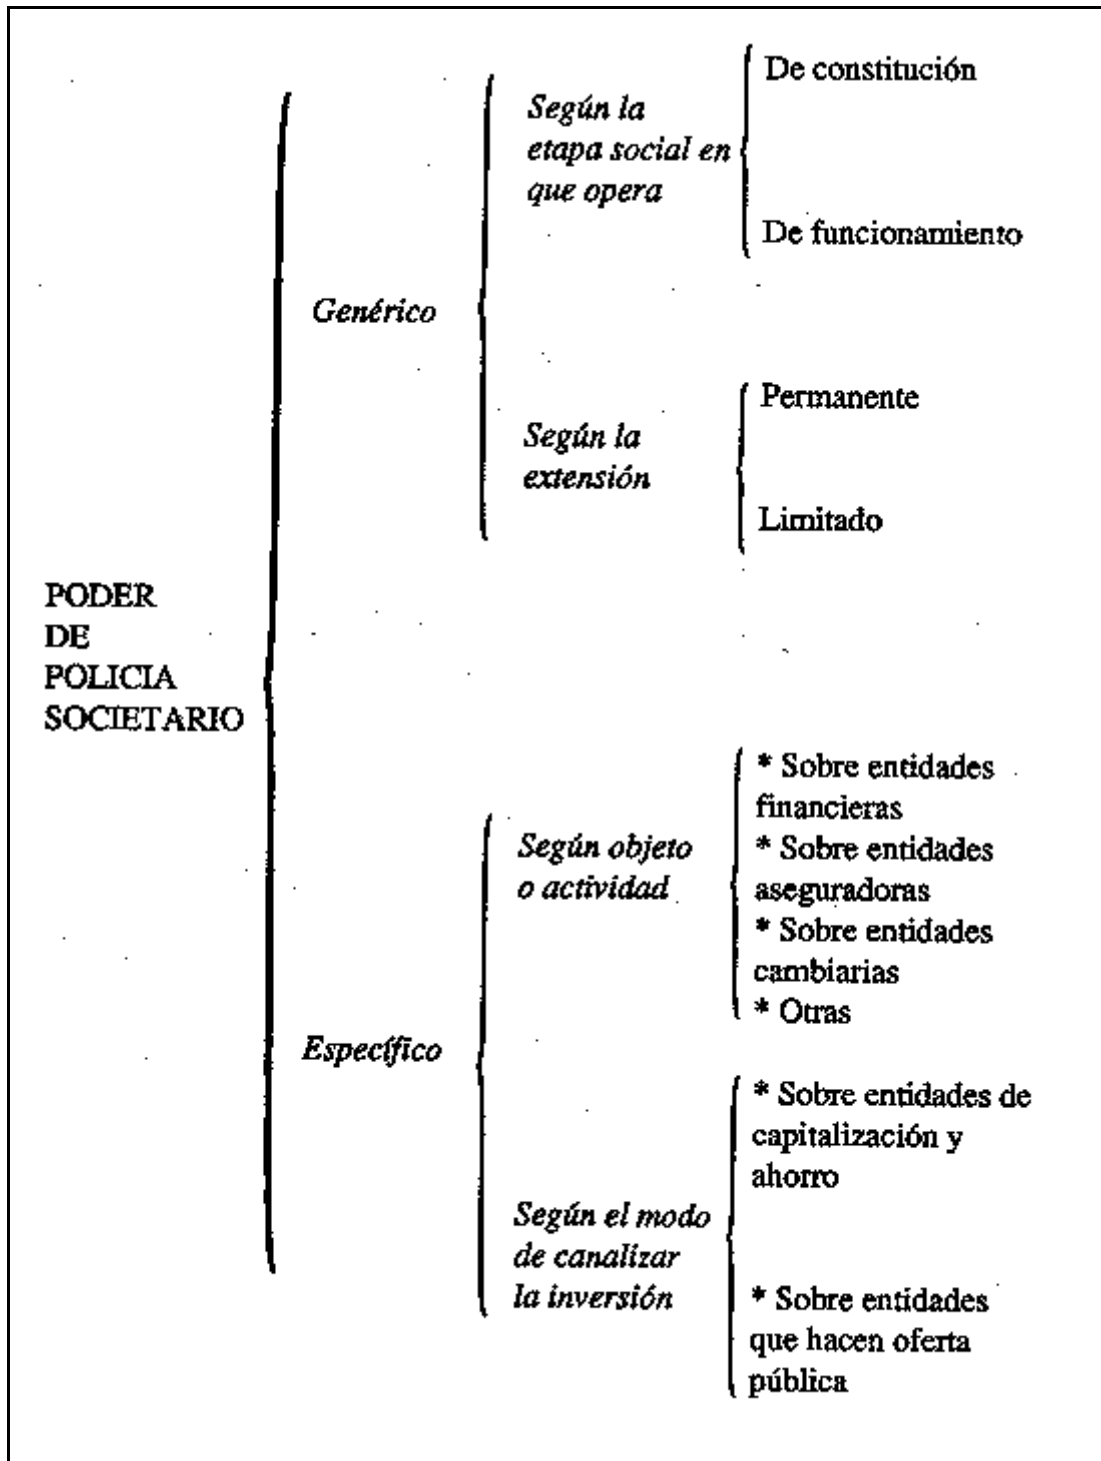 PODER
DE
POLICIA
SOCIETARIO
Genérico
Según la
etapa social en
que opera
De constitución
De funcionamiento
Según la
extensión
Permanente
Limitado
Específico
Según objeto
o actividad
* Sobre entidades
financieras
* Sobre entidades
aseguradoras
* Sobre entidades
cambiarias
* Otras
Según el modo
de canalizar
la inversión
* Sobre entidades de
capitalización y
ahorro
* Sobre entidades
que hacen oferta
pública